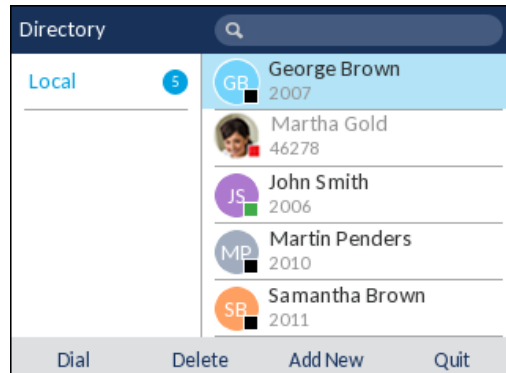 Directory
Local 5
GB George Brown
2007
Martha Gold
46278
JS John Smith
2006
MP Martin Penders
2010
SB Samantha Brown
2011
Dial Delete Add New Quit